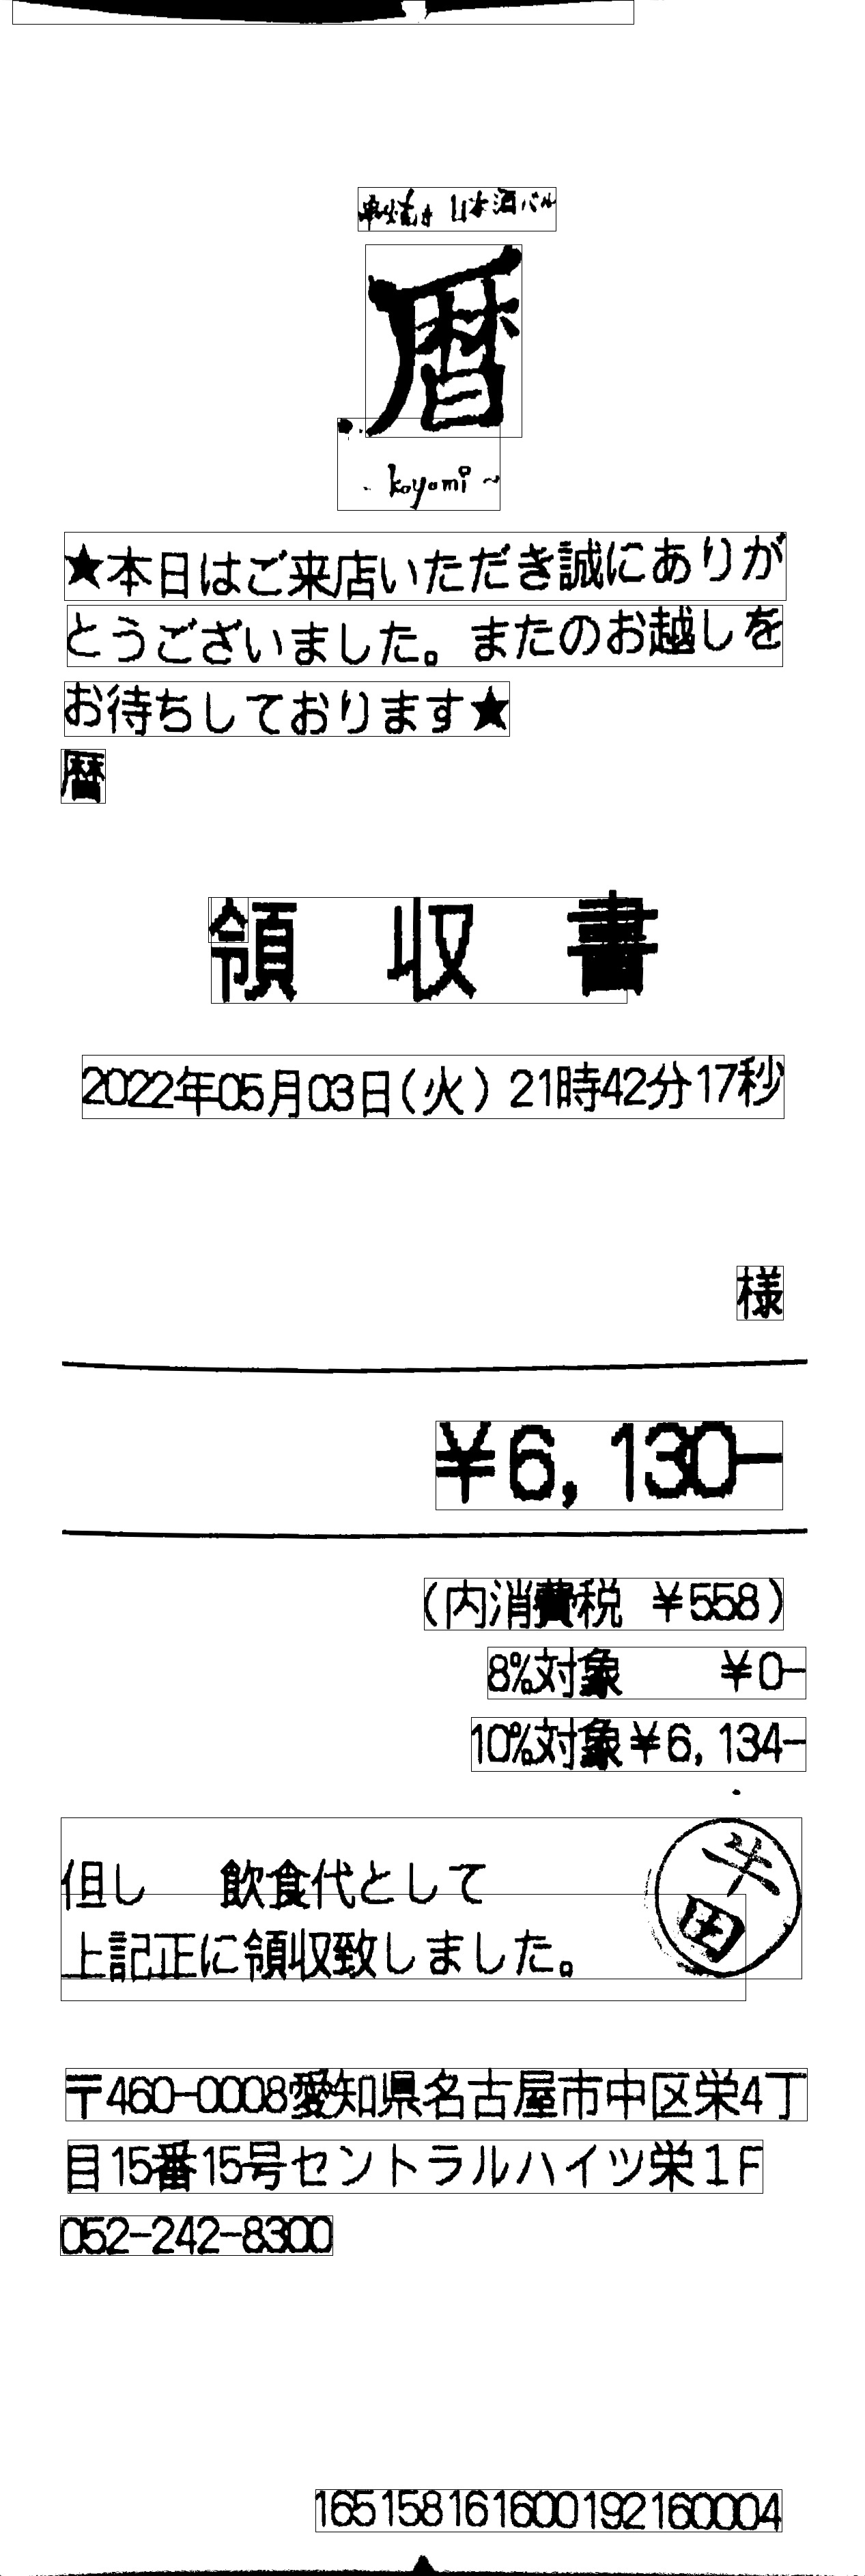 串焼き 日本酒バル
暦
~ koyomi ~
★本日はご来店いただき誠にありが
とうございました。またのお越しを
お待ちしております★
暦
領 収 書
2022年05月03日(火) 21時42分17秒
様
¥6,130-
(内消費税 ¥558)
8%対象 ¥0-
10%対象¥6,134-
但し 飲食代として
上記正に領収致しました。
牛田
〒460-0008愛知県名古屋市中区栄4丁
目15番15号セントラルハイツ栄1F
052-242-8300
165158161600192160004